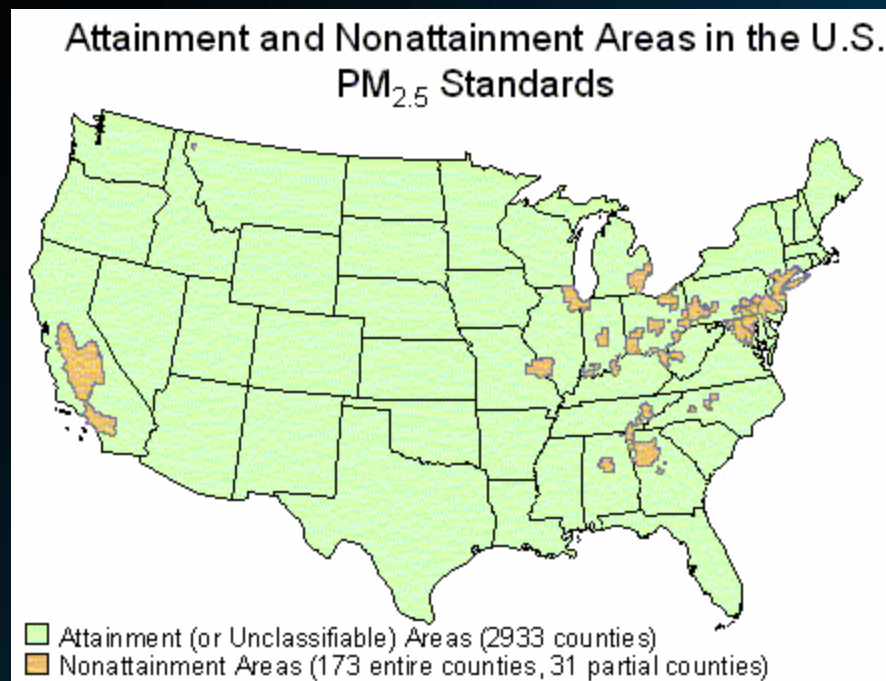 Attainment and Nonattainment Areas in the U.S.
PM2.5 Standards
Attainment (or Unclassifiable) Areas (2933 counties)
Nonattainment Areas (173 entire counties, 31 partial counties)